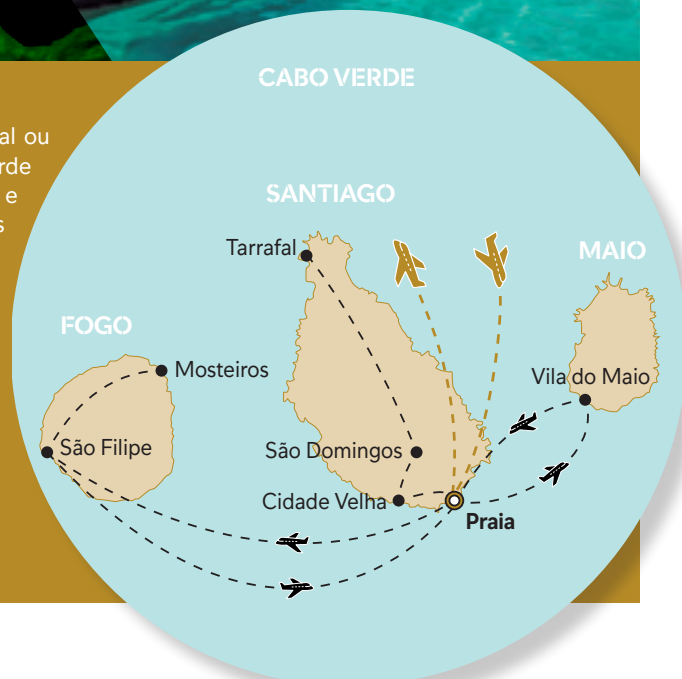 CABO VERDE
al ou
rde
e
s
SANTIAGO
Tarrafal
MAIO
FOGO
Mosteiros
Vila do Maio
São Filipe
São Domingos
Cidade Velha
Praia